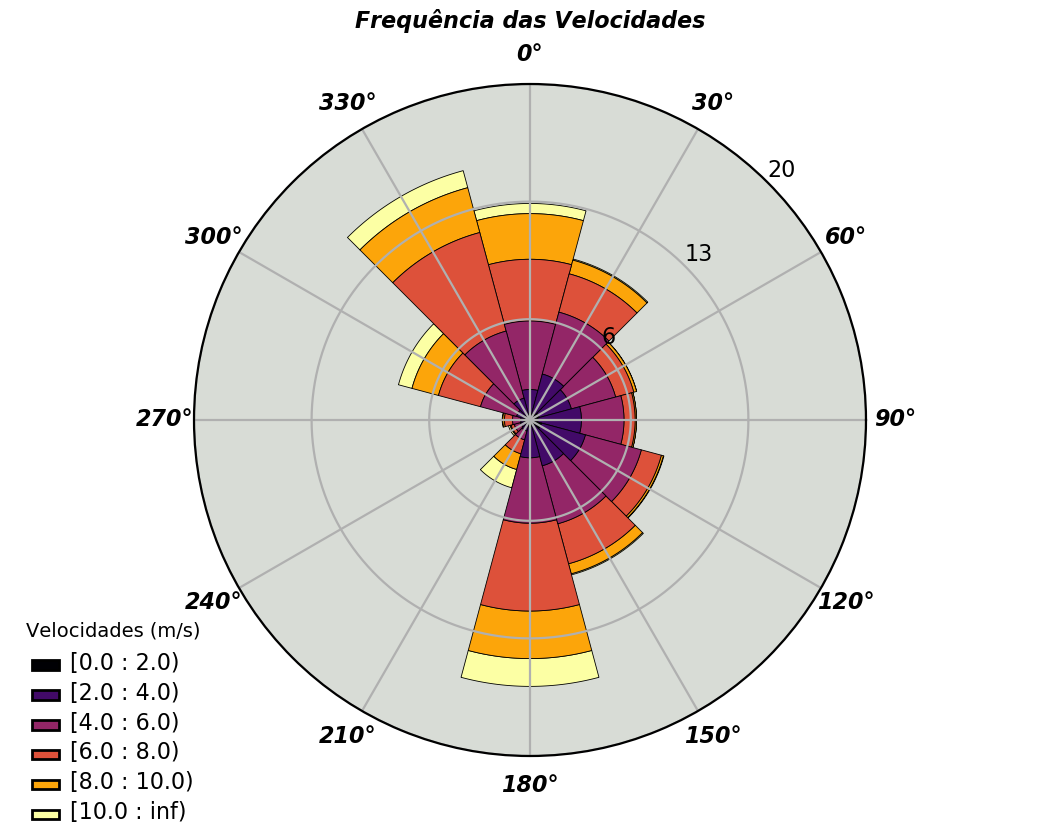 Frequência das Velocidades
0°
330°
30°
20
300°
60°
13
6
270°
90°
240°
120°
Velocidades (m/s)
[0.0 : 2.0)
[2.0 : 4.0)
[4.0 : 6.0)
[6.0 : 8.0)
[8.0 : 10.0)
[10.0 : inf)
210°
150°
180°